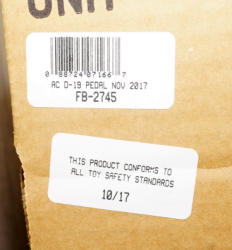 UNIT
0 88724 07166 7
AC D-19 PEDAL NOV 2017
FB-2745
THIS PRODUCT CONFORMS TO
ALL TOY SAFETY STANDARDS
10/17